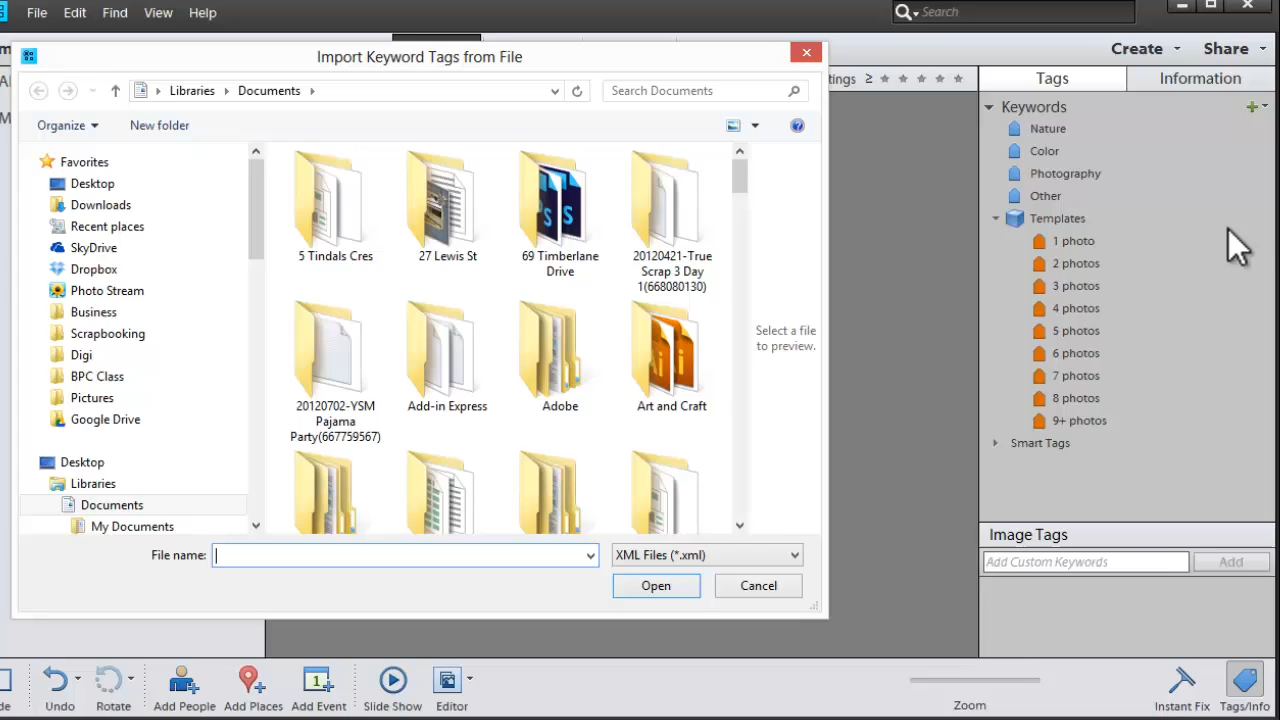 File Edit Find View Help
Search
Import Keyword Tags from File
Create Share
Libraries Documents
Search Documents
tings ≥
Tags Information
Organize New folder
Keywords
Nature
Color
Photography
Other
Templates
1 photo
2 photos
3 photos
4 photos
5 photos
6 photos
7 photos
8 photos
9+ photos
Smart Tags
Favorites
Desktop
Downloads
Recent places
SkyDrive
Dropbox
Photo Stream
Business
Scrapbooking
Digi
BPC Class
Pictures
Google Drive
Desktop
Libraries
Documents
My Documents
5 Tindals Cres
27 Lewis St
69 Timberlane
Drive
20120421-True
Scrap 3 Day
1(668080130)
20120702-YSM
Pajama
Party(667759567)
Add-in Express
Adobe
Art and Craft
Select a file
to preview.
File name:
XML Files (*.xml)
Open Cancel
Image Tags
Add Custom Keywords Add
de Undo Rotate Add People Add Places Add Event Slide Show Editor Zoom Instant Fix Tags/Info
1